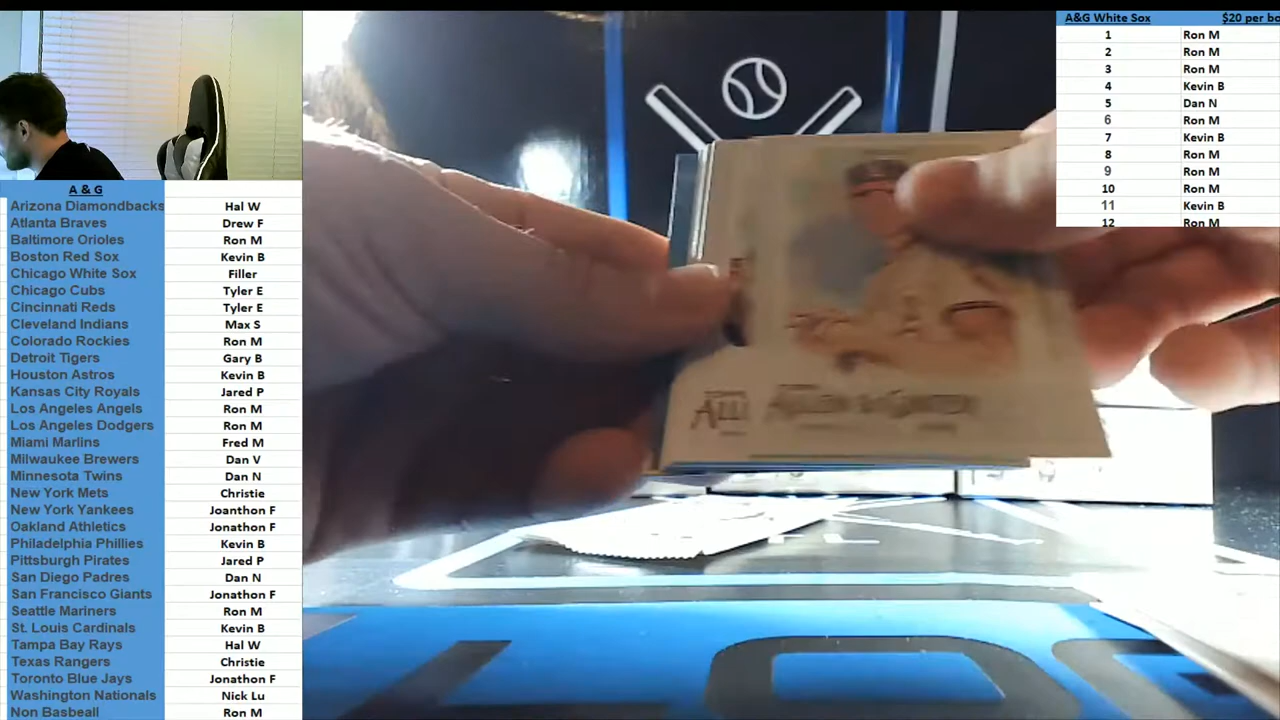 A & G
Arizona Diamondbacks Hal W
Atlanta Braves Drew F
Baltimore Orioles Ron M
Boston Red Sox Kevin B
Chicago White Sox Filler
Chicago Cubs Tyler E
Cincinnati Reds Tyler E
Cleveland Indians Max S
Colorado Rockies Ron M
Detroit Tigers Gary B
Houston Astros Kevin B
Kansas City Royals Jared P
Los Angeles Angels Ron M
Los Angeles Dodgers Ron M
Miami Marlins Fred M
Milwaukee Brewers Dan V
Minnesota Twins Dan N
New York Mets Christie
New York Yankees Joanthon F
Oakland Athletics Jonathon F
Philadelphia Phillies Kevin B
Pittsburgh Pirates Jared P
San Diego Padres Dan N
San Francisco Giants Jonathon F
Seattle Mariners Ron M
St. Louis Cardinals Kevin B
Tampa Bay Rays Hal W
Texas Rangers Christie
Toronto Blue Jays Jonathon F
Washington Nationals Nick Lu
Non Basbeall Ron M
A&G White Sox $20 per bo
1 Ron M
2 Ron M
3 Ron M
4 Kevin B
5 Dan N
6 Ron M
7 Kevin B
8 Ron M
9 Ron M
10 Ron M
11 Kevin B
12 Ron M